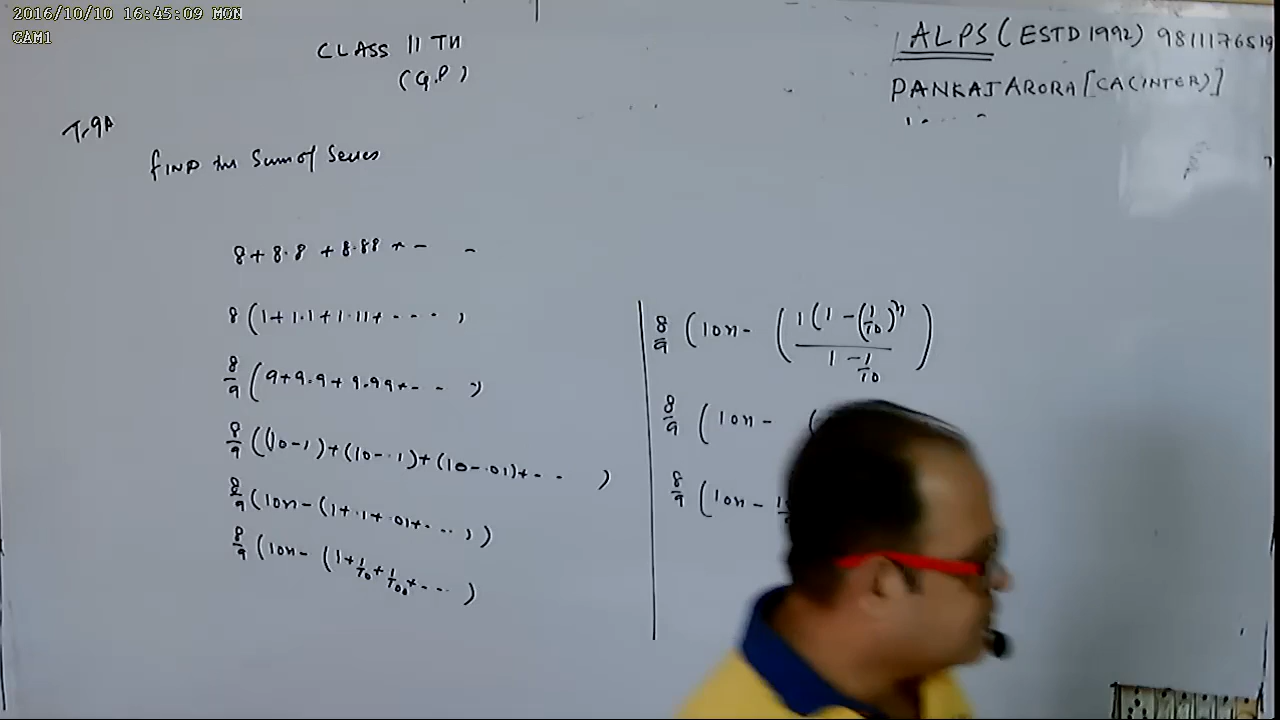 2016/10/10 16:45:09 MON
CAM1
CLASS 11 TH
(G.P)
ALPS (ESTD 1992) 9811176519
PANKAJ ARORA [CA(INTER)]
T-9A
FIND the Sum of Series
8 + 8.8 + 8.88 + - -
8 (1 + 1.1 + 1.11 + - - - - )
8/9 (9 + 9.9 + 9.99 + - - )
8/9 ((10-1) + (10-.1) + (10-.01) + - - )
8/9 (10n - (1 + .1 + .01 + - - - ))
8/9 (10n - (1 + 1/10 + 1/100 + - - - )
8/9 (10n - (1(1 - (1/10)^n / 1 - 1/10)
8/9 (10n - (
8/9 (10n - 10